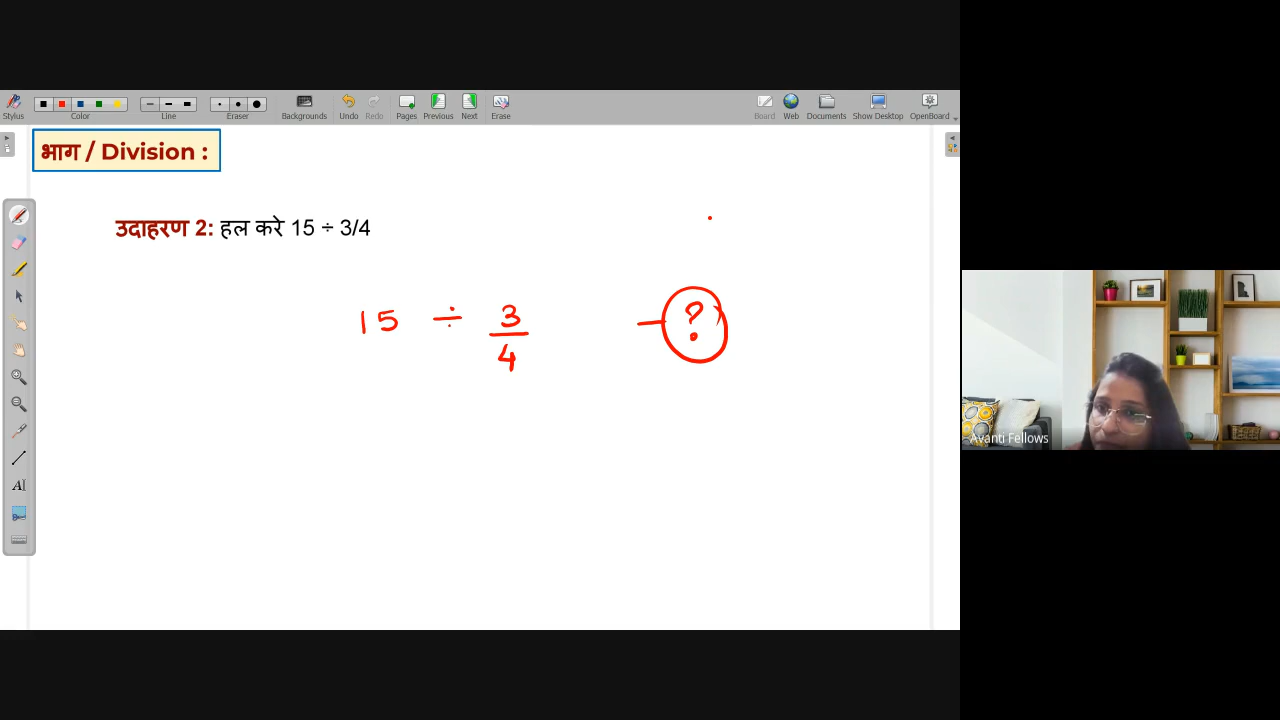 Stylus
Color
Line
Eraser
Backgrounds
Undo
Redo
Pages
Previous
Next
Erase
Board
Web
Documents
Show Desktop
OpenBoard
भाग / Division :
उदाहरण 2: हल करे 15 ÷ 3/4
15 ÷ 3/4 - ?
AI
Avanti Fellows